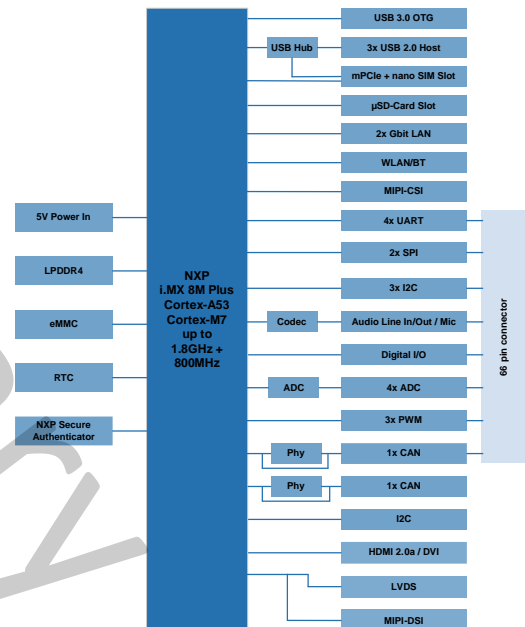 USB 3.0 OTG
USB Hub
3x USB 2.0 Host
mPCIe + nano SIM Slot
µSD-Card Slot
2x Gbit LAN
WLAN/BT
MIPI-CSI
5V Power In
4x UART
2x SPI
LPDDR4
NXP
i.MX 8M Plus
Cortex-A53
Cortex-M7
up to
1.8GHz +
800MHz
3x I2C
eMMC
Codec
Audio Line In/Out / Mic
66 pin connector
Digital I/O
RTC
ADC
4x ADC
NXP Secure
Authenticator
3x PWM
Phy
1x CAN
Phy
1x CAN
I2C
HDMI 2.0a / DVI
LVDS
MIPI-DSI